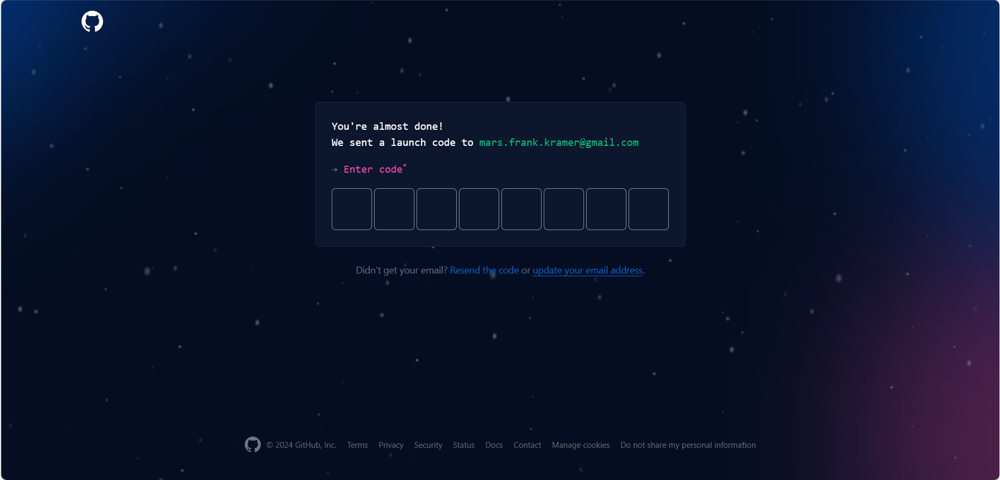 You're almost done!
We sent a launch code to mars.frank.kramer@gmail.com
→ Enter code*
Didn't get your email? Resend the code or update your email address.
© 2024 GitHub, Inc. Terms Privacy Security Status Docs Contact Manage cookies Do not share my personal information